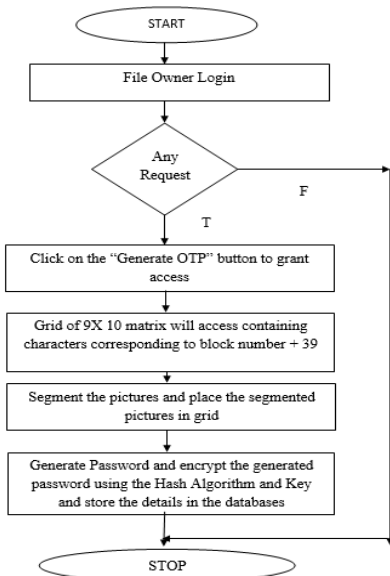 START
File Owner Login
Any
Request
F
T
Click on the “Generate OTP” button to grant
access
Grid of 9X 10 matrix will access containing
characters corresponding to block number + 39
Segment the pictures and place the segmented
pictures in grid
Generate Password and encrypt the generated
password using the Hash Algorithm and Key
and store the details in the databases
STOP